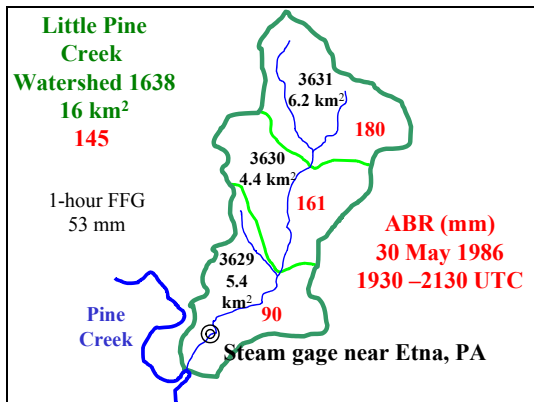 Little Pine
Creek
Watershed 1638
16 km²
145
1-hour FFG
53 mm
3631
6.2 km²
180
3630
4.4 km²
161
3629
5.4
km²
90
ABR (mm)
30 May 1986
1930 –2130 UTC
Pine
Creek
Steam gage near Etna, PA